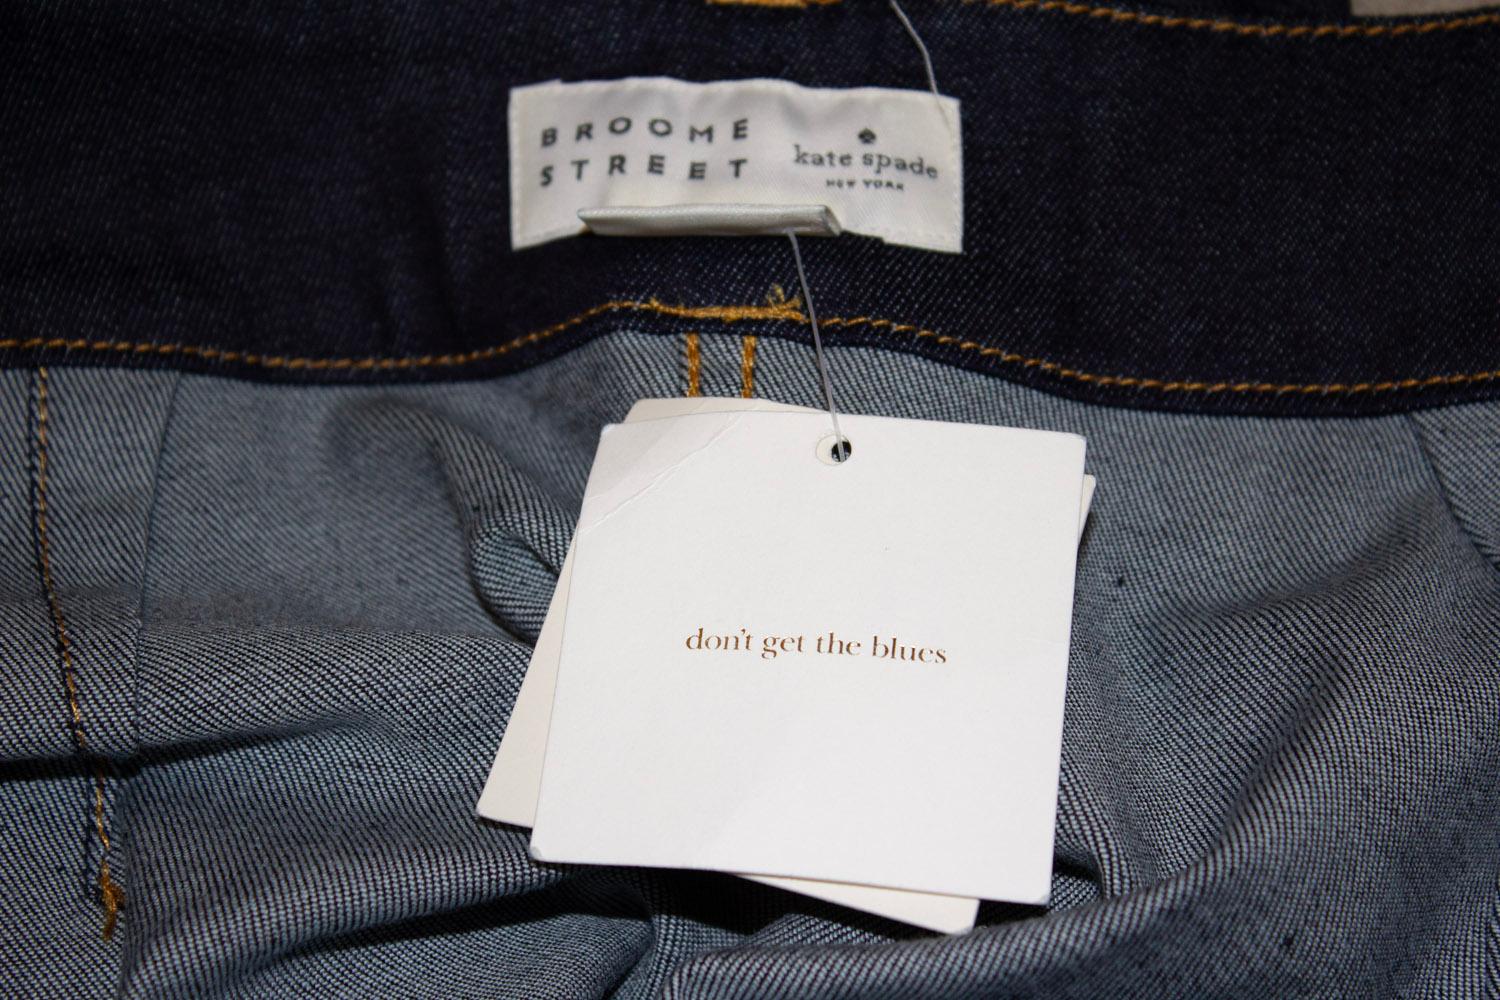 BROOME
STREET
kate spade
NEW YORK
don't get the blues